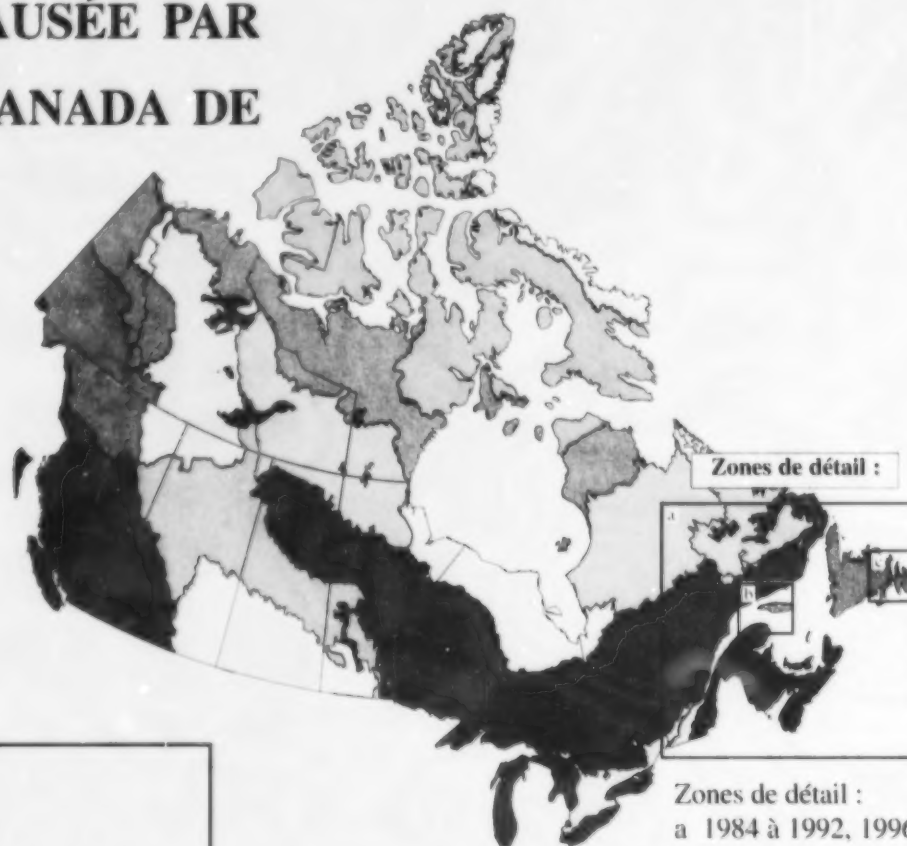 AUSÉE PAR
ANADA DE
Zones de détail :
a
b
c
Zones de détail :
a 1984 à 1992, 1996